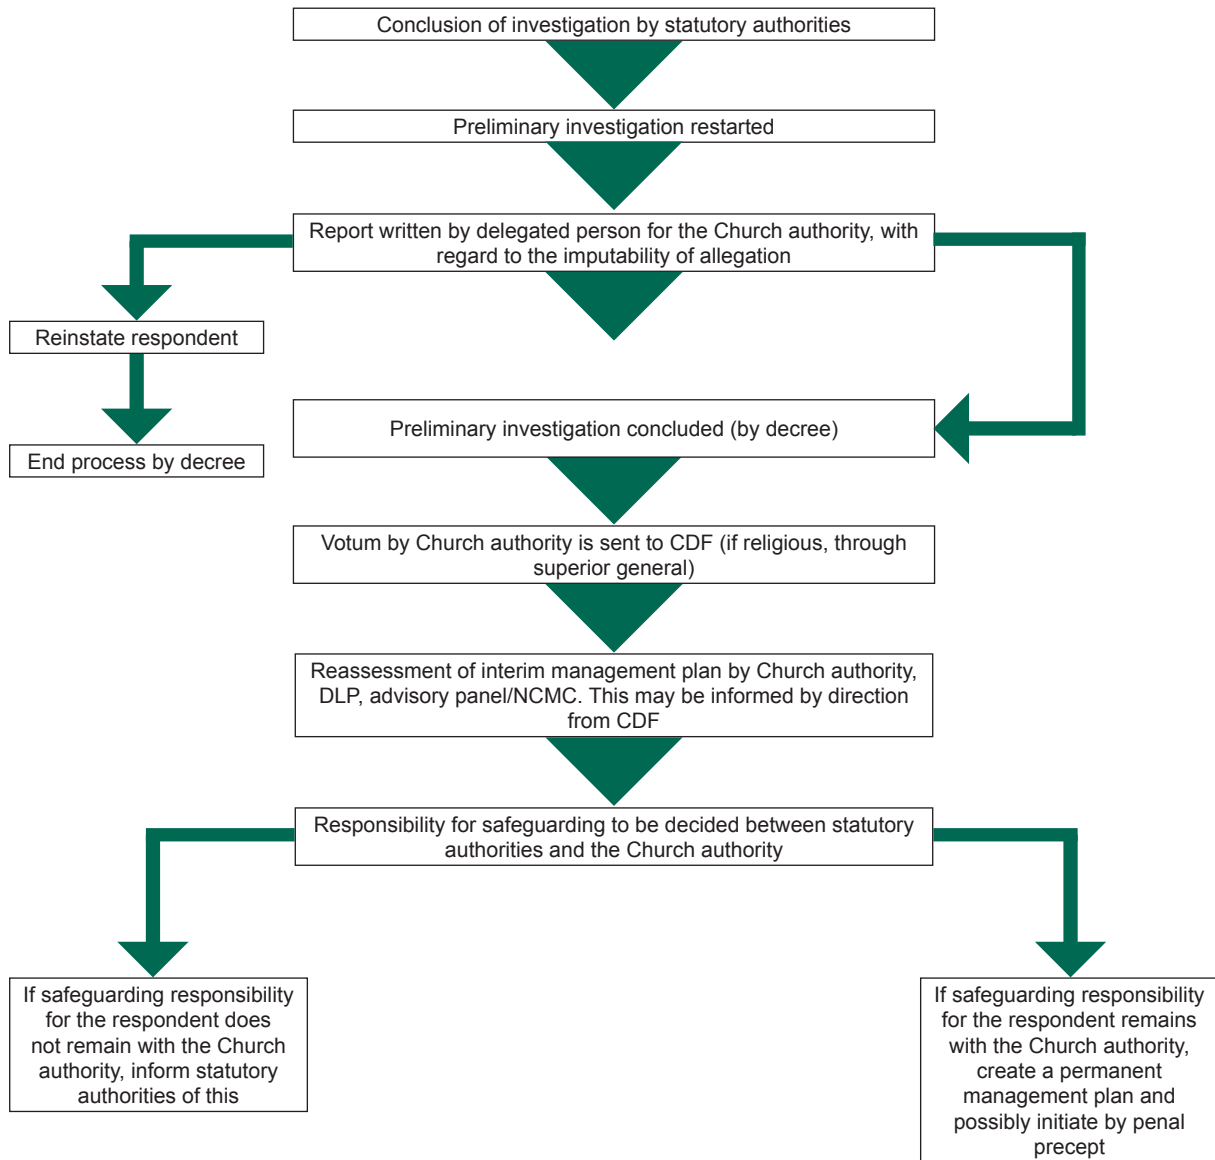 Conclusion of investigation by statutory authorities
Preliminary investigation restarted
Report written by delegated person for the Church authority, with
regard to the imputability of allegation
Reinstate respondent
End process by decree
Preliminary investigation concluded (by decree)
Votum by Church authority is sent to CDF (if religious, through
superior general)
Reassessment of interim management plan by Church authority,
DLP, advisory panel/NCMC. This may be informed by direction
from CDF
Responsibility for safeguarding to be decided between statutory
authorities and the Church authority
If safeguarding responsibility
for the respondent does
not remain with the Church
authority, inform statutory
authorities of this
If safeguarding responsibility
for the respondent remains
with the Church authority,
create a permanent
management plan and
possibly initiate by penal
precept